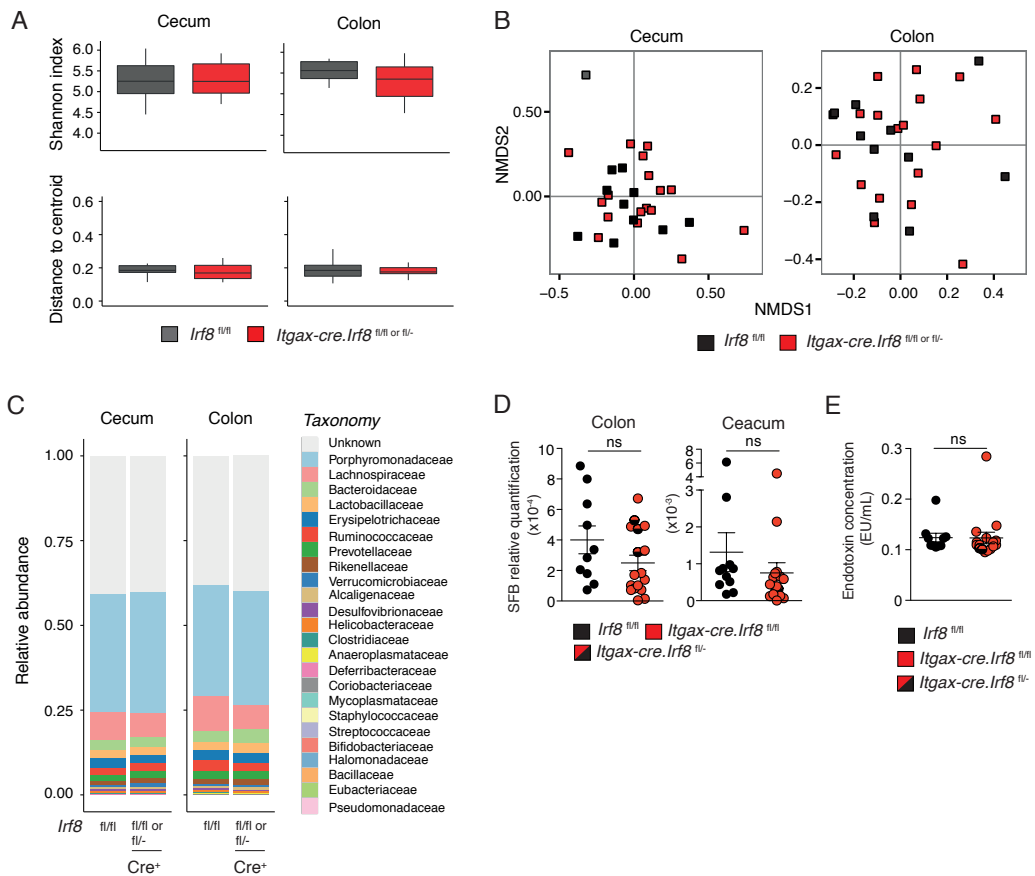 A
Cecum
Colon
Shannon index
6.0
5.5
5.0
4.5
4.0
Distance to centroid
0.6
0.4
0.2
0.0
Irf8 fl/fl
Itgax-cre.Irf8 fl/fl or fl/-
B
Cecum
Colon
NMDS2
0.50
0.00
−0.5
0.00
0.50
0.2
0.0
−0.2
−0.4
−0.2
0.00
0.2
0.4
NMDS1
Irf8 fl/fl
Itgax-cre.Irf8 fl/fl or fl/-
C
Cecum
Colon
Relative abundance
1.00
0.75
0.50
0.25
0.00
Irf8
fl/fl
fl/fl or
fl/-
Cre+
fl/fl
fl/fl or
fl/-
Cre+
Taxonomy
Unknown
Porphyromonadaceae
Lachnospiraceae
Bacteroidaceae
Lactobacillaceae
Erysipelotrichaceae
Ruminococcaceae
Prevotellaceae
Rikenellaceae
Verrucomicrobiaceae
Alcaligenaceae
Desulfovibrionaceae
Helicobacteraceae
Clostridiaceae
Anaeroplasmataceae
Deferribacteraceae
Coriobacteriaceae
Mycoplasmataceae
Staphylococcaceae
Streptococcaceae
Bifidobacteriaceae
Halomonadaceae
Bacillaceae
Eubacteriaceae
Pseudomonadaceae
D
Colon
Ceacum
SFB relative quantification
(x10-4)
10
8
6
4
2
0
ns
(x10-3)
8
6
4
2
1
0
ns
Irf8 fl/fl
Itgax-cre.Irf8 fl/fl
Itgax-cre.Irf8 fl/-
E
Endotoxin concentration
(EU/mL)
0.3
0.2
0.1
0
ns
Irf8 fl/fl
Itgax-cre.Irf8 fl/fl
Itgax-cre.Irf8 fl/-